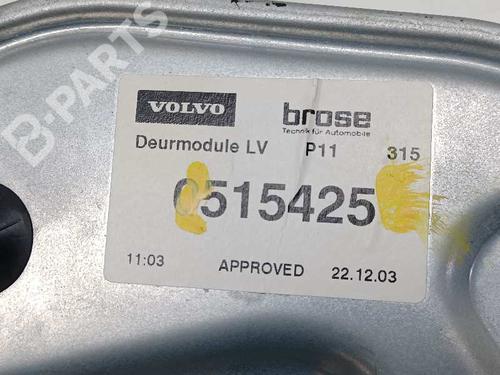 B-PARTS
VOLVO brose
Technik für Automobile
Deurmodule LV P11 315
0515425
11:03 APPROVED 22.12.03